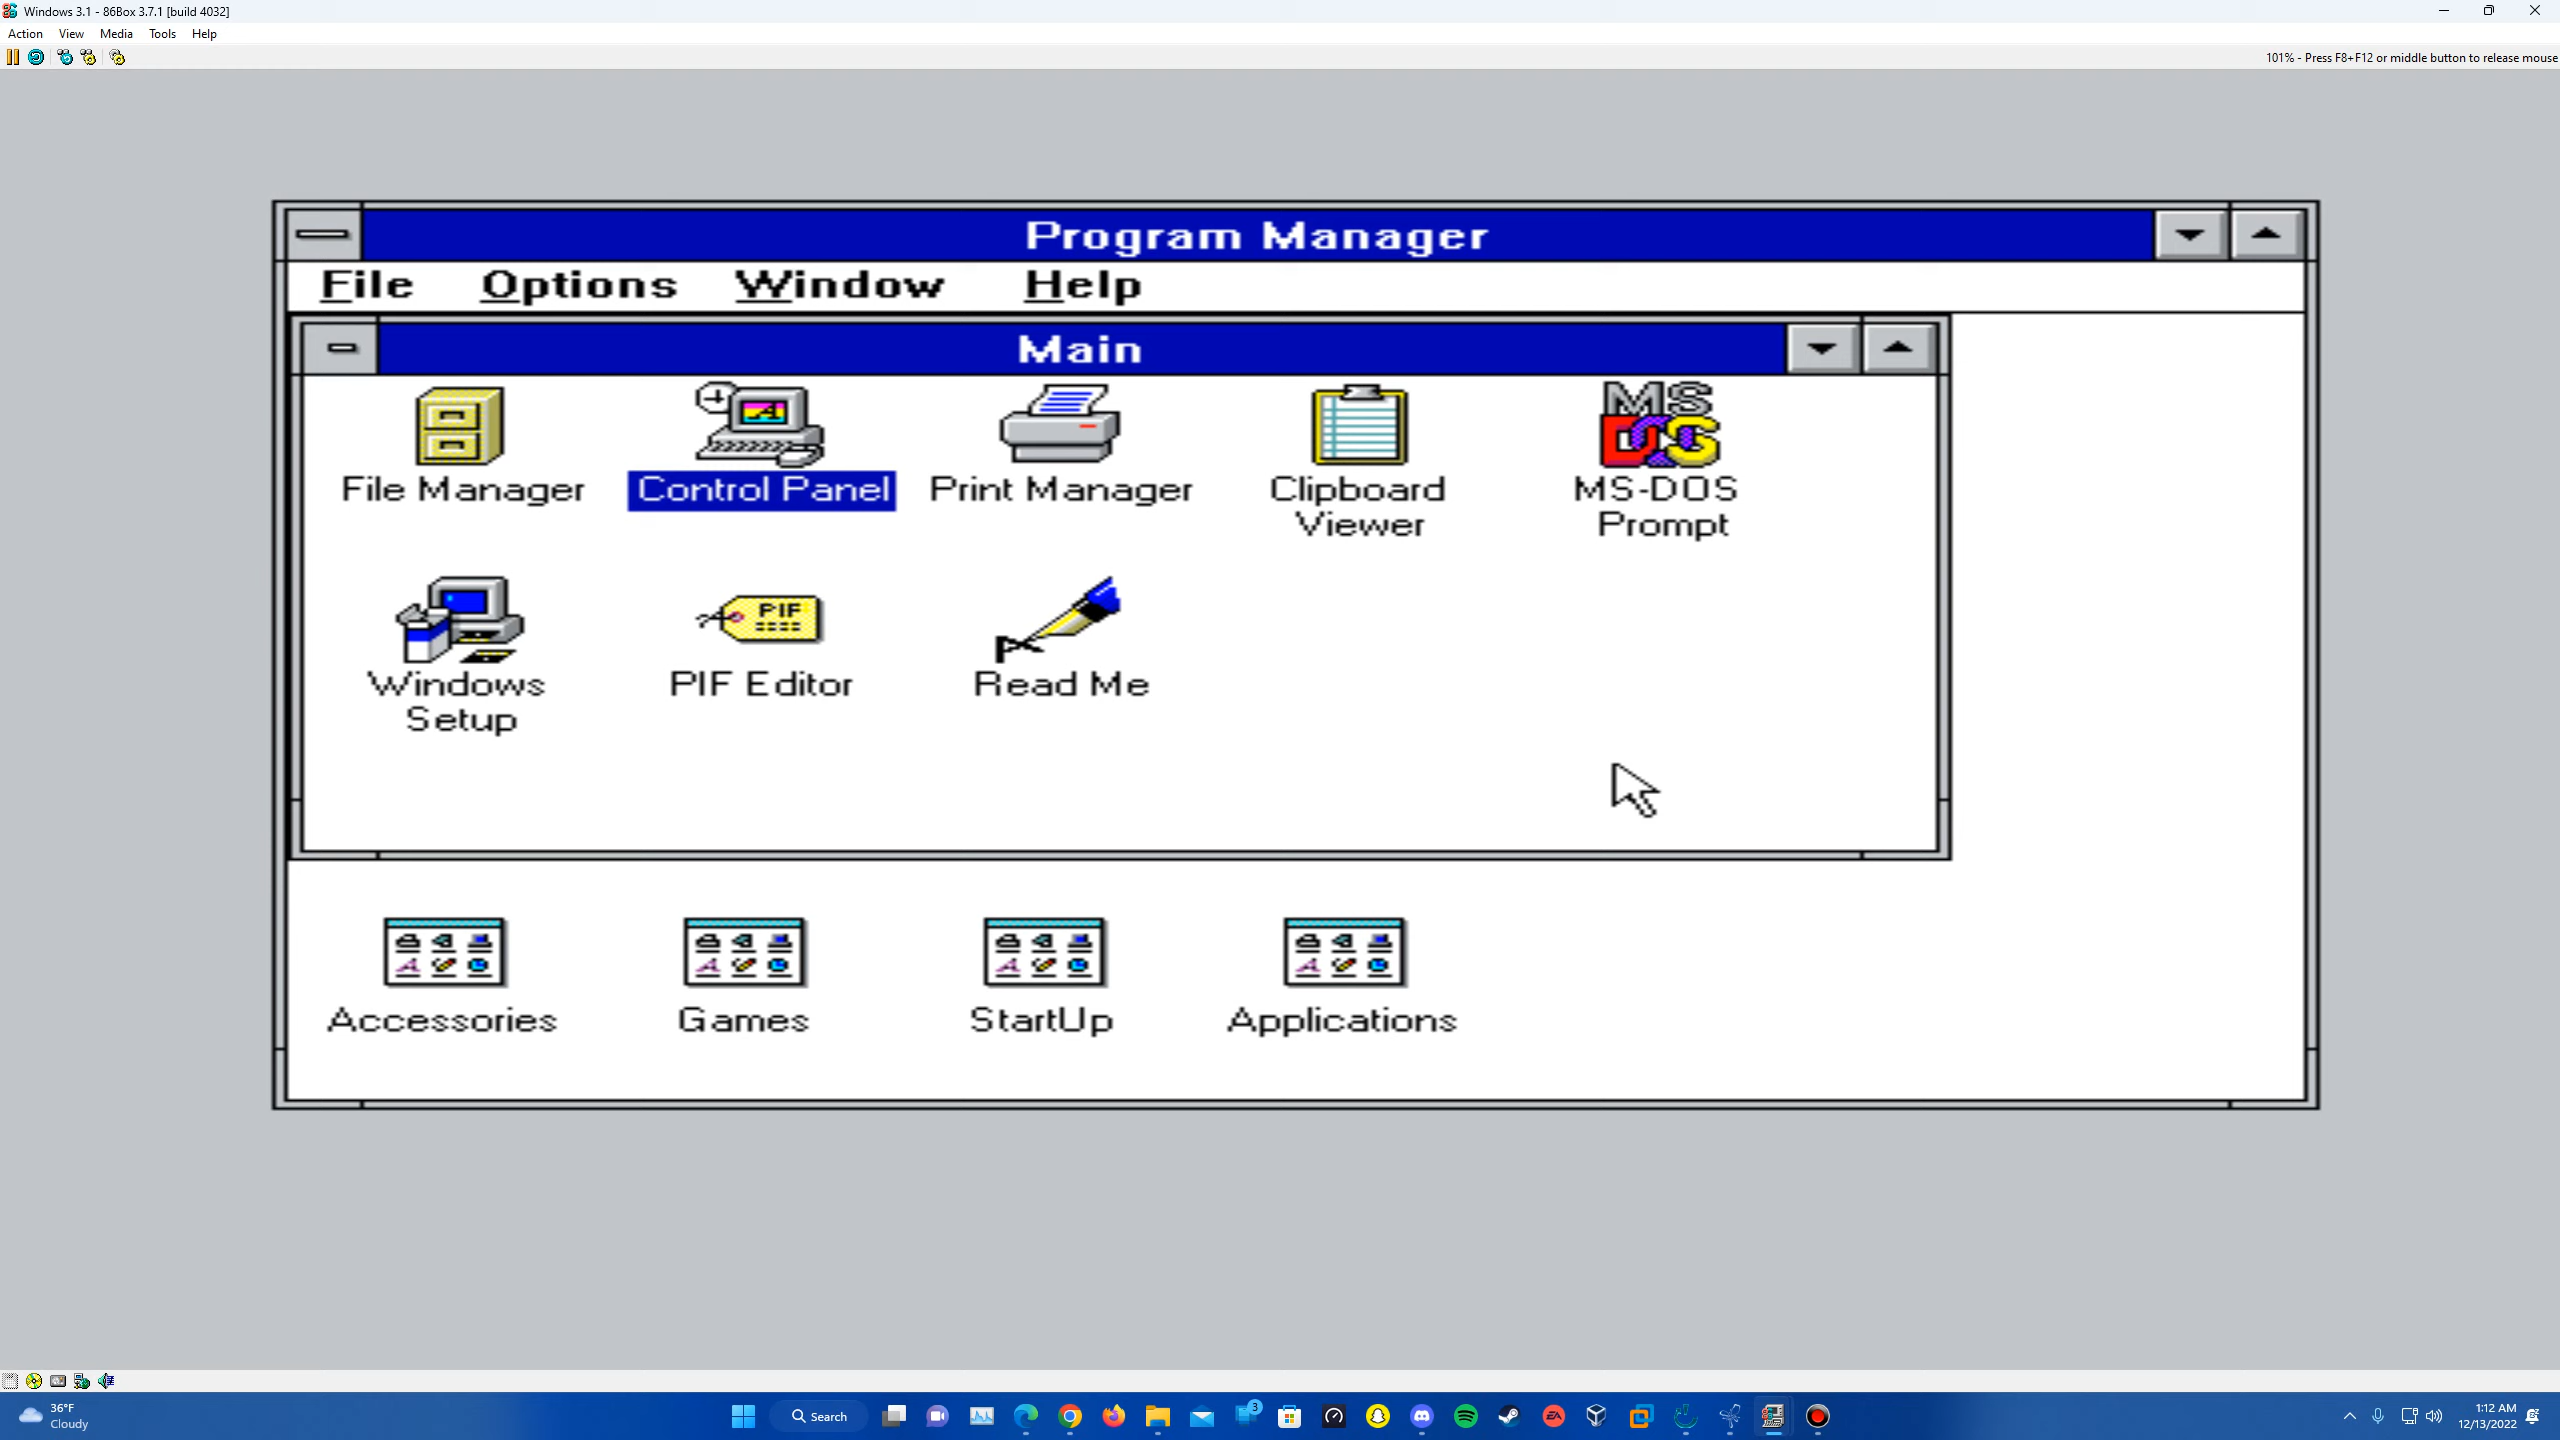 Windows 3.1 - 86Box 3.7.1 [build 4032]
Action View Media Tools Help
101% - Press F8+F12 or middle button to release mouse
Program Manager
File Options Window Help
Main
File Manager
Control Panel
Print Manager
Clipboard
Viewer
MS-DOS
Prompt
MS
DOS
Windows
Setup
PIF
PIF Editor
Read Me
Accessories
Games
StartUp
Applications
36°F
Cloudy
Search
3
EA
1:12 AM
12/13/2022